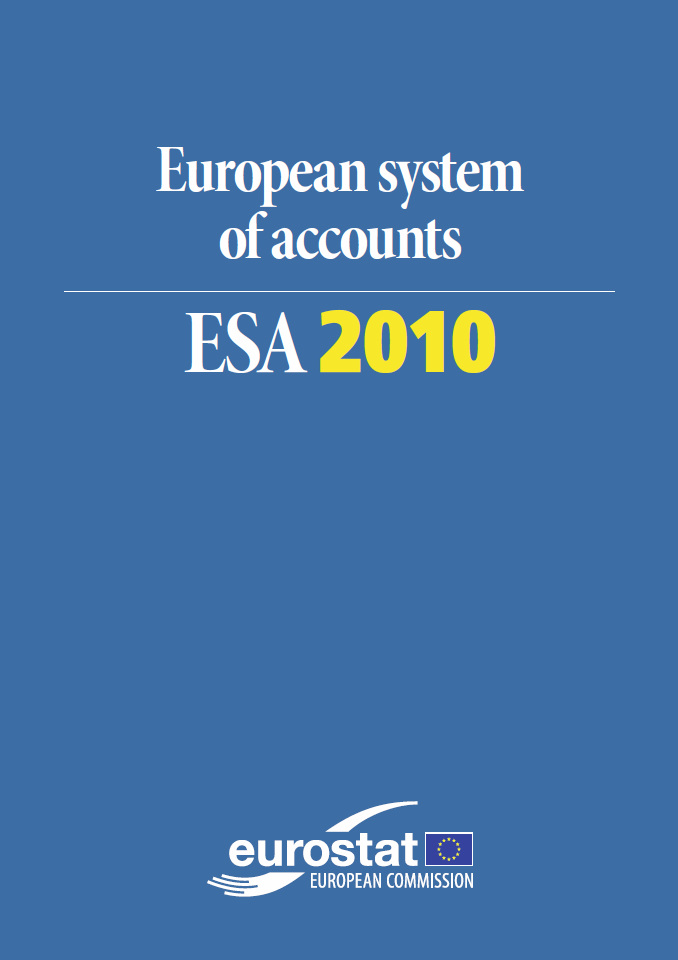 European system
of accounts
ESA 2010
eurostat
EUROPEAN COMMISSION